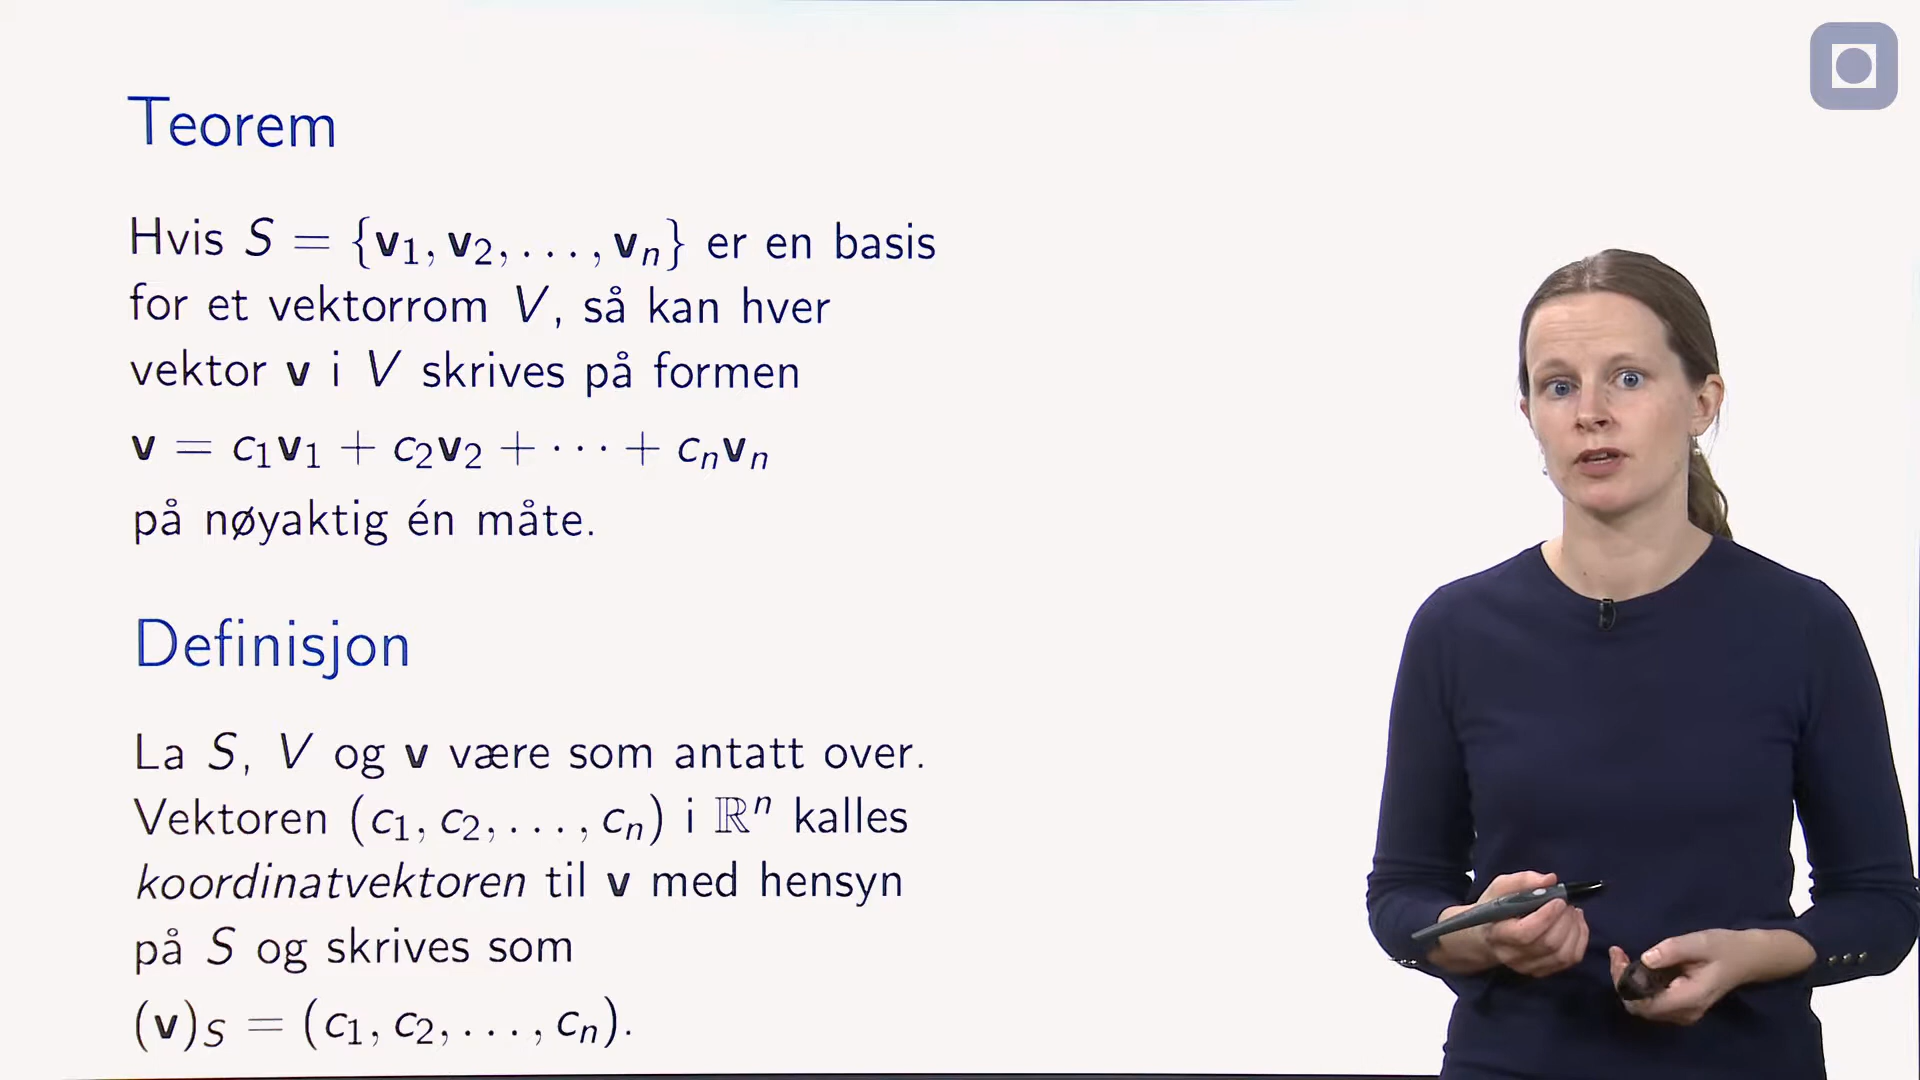 Teorem
Hvis S = {v₁, v₂, . . . , vₙ} er en basis
for et vektorrom V, så kan hver
vektor v i V skrives på formen
v = c₁v₁ + c₂v₂ + · · · + cₙvₙ
på nøyaktig én måte.
Definisjon
La S, V og v være som antatt over.
Vektoren (c₁, c₂, . . . , cₙ) i ℝⁿ kalles
koordinatvektoren til v med hensyn
på S og skrives som
(v)S = (c₁, c₂, . . . , cₙ).